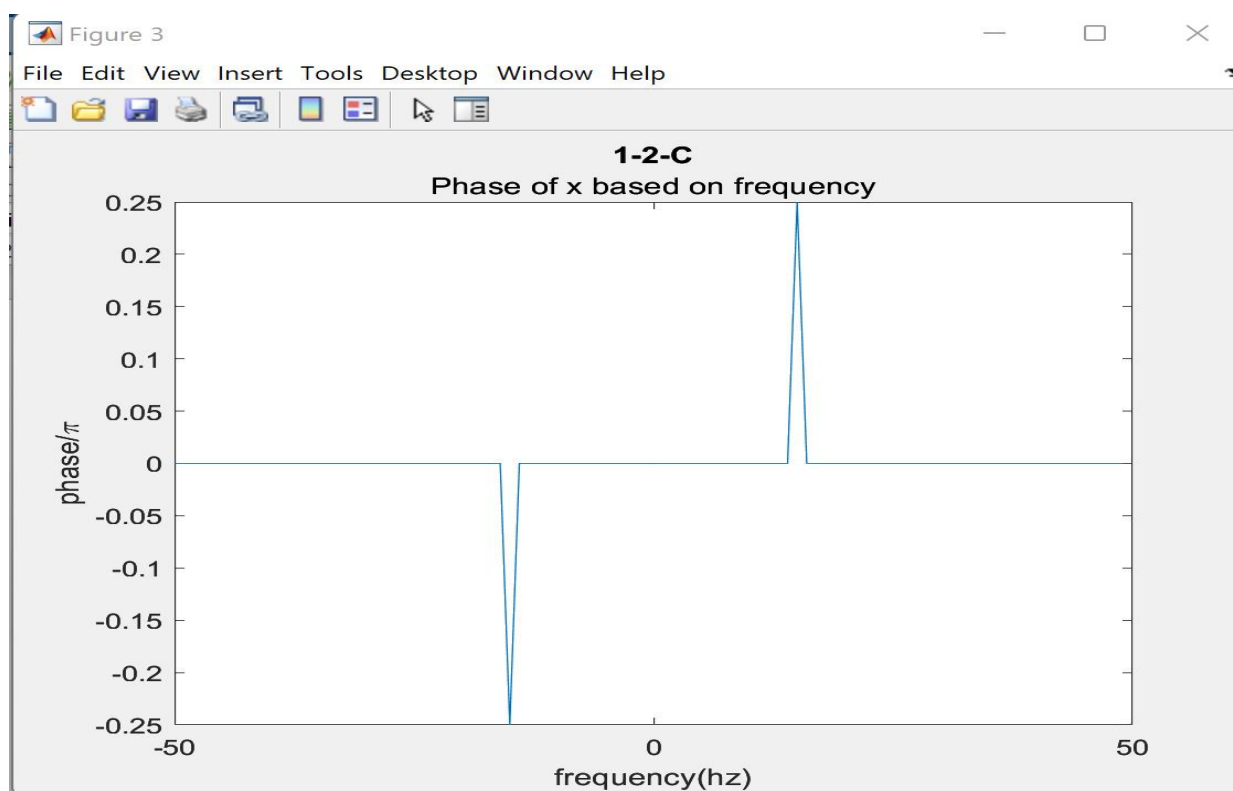 Figure 3
File Edit View Insert Tools Desktop Window Help
1-2-C
Phase of x based on frequency
0.25
0.2
0.15
0.1
0.05
0
-0.05
-0.1
-0.15
-0.2
-0.25
phase/π
-50 0 50
frequency(hz)